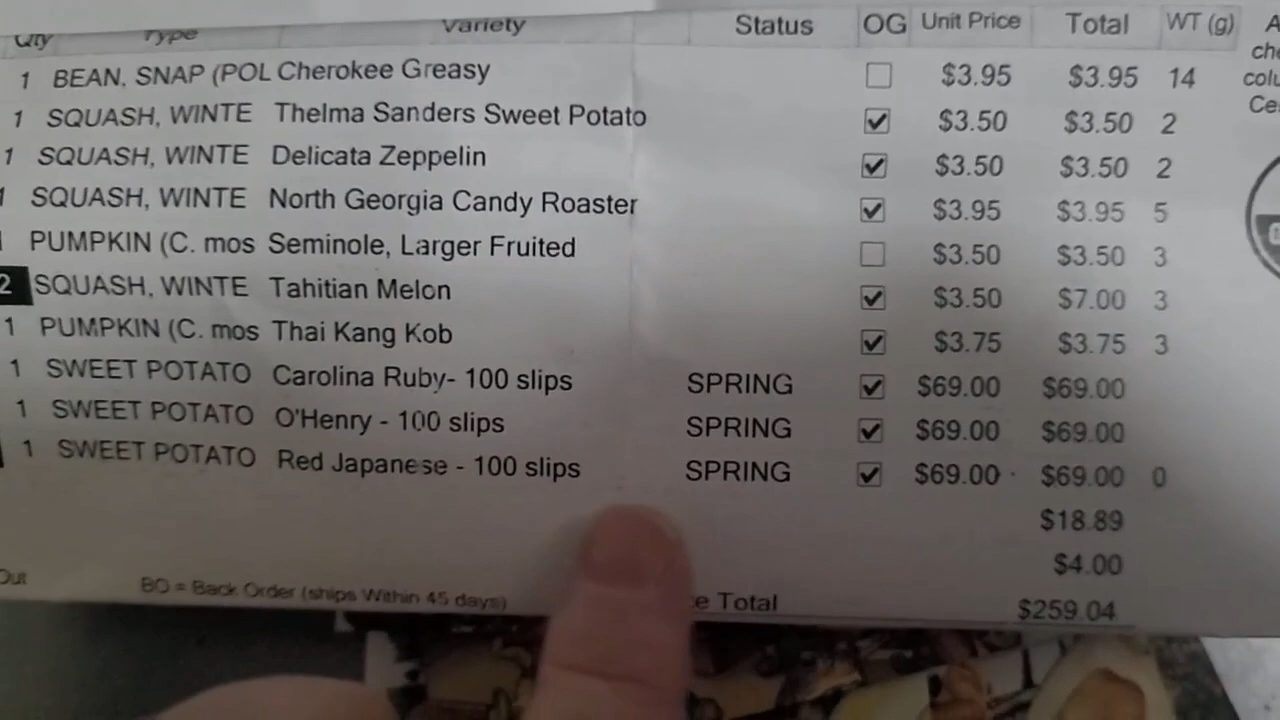 Qty Type Variety Status OG Unit Price Total WT (g)
1 BEAN, SNAP (POL Cherokee Greasy $3.95 $3.95 14
1 SQUASH, WINTE Thelma Sanders Sweet Potato $3.50 $3.50 2
1 SQUASH, WINTE Delicata Zeppelin $3.50 $3.50 2
1 SQUASH, WINTE North Georgia Candy Roaster $3.95 $3.95 5
1 PUMPKIN (C. mos Seminole, Larger Fruited $3.50 $3.50 3
2 SQUASH, WINTE Tahitian Melon $3.50 $7.00 3
1 PUMPKIN (C. mos Thai Kang Kob $3.75 $3.75 3
1 SWEET POTATO Carolina Ruby- 100 slips SPRING $69.00 $69.00
1 SWEET POTATO O'Henry - 100 slips SPRING $69.00 $69.00
1 SWEET POTATO Red Japanese - 100 slips SPRING $69.00 $69.00 0
$18.89
$4.00
Out BO = Back Order (ships Within 45 days) e Total $259.04